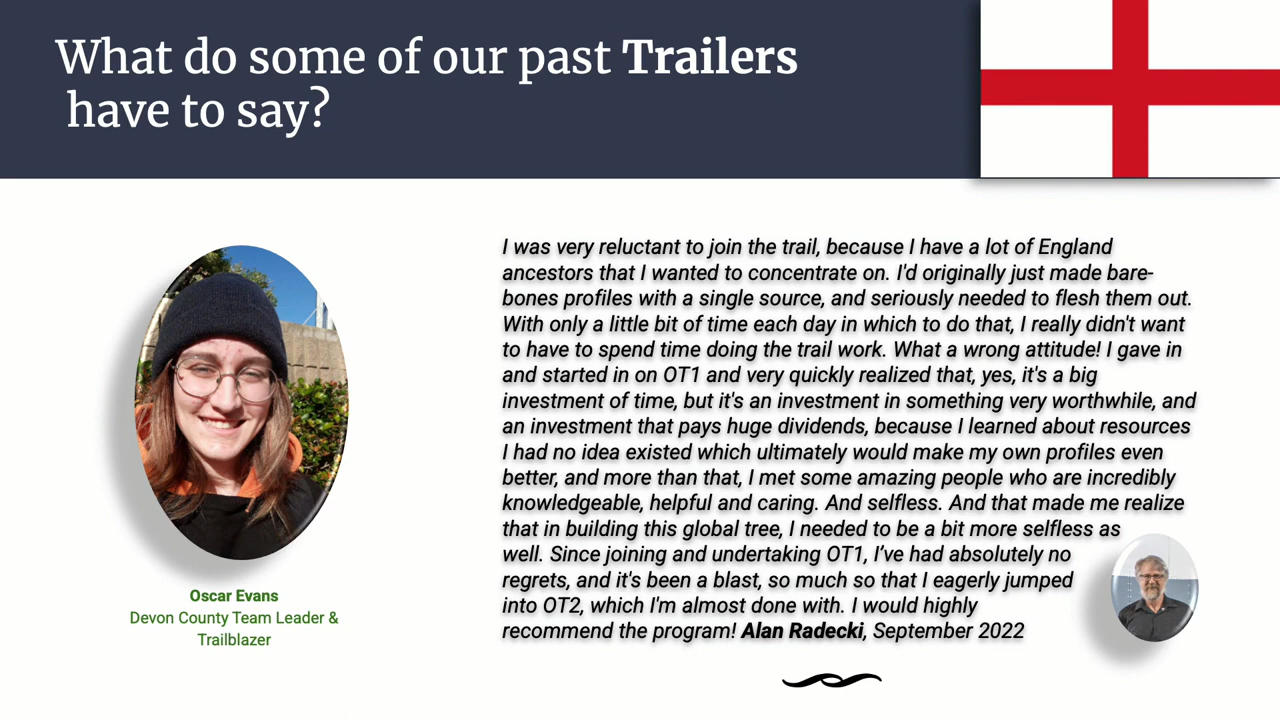 What do some of our past Trailers
have to say?
I was very reluctant to join the trail, because I have a lot of England
ancestors that I wanted to concentrate on. I'd originally just made bare-
bones profiles with a single source, and seriously needed to flesh them out.
With only a little bit of time each day in which to do that, I really didn't want
to have to spend time doing the trail work. What a wrong attitude! I gave in
and started in on OT1 and very quickly realized that, yes, it's a big
investment of time, but it's an investment in something very worthwhile, and
an investment that pays huge dividends, because I learned about resources
I had no idea existed which ultimately would make my own profiles even
better, and more than that, I met some amazing people who are incredibly
knowledgeable, helpful and caring. And selfless. And that made me realize
that in building this global tree, I needed to be a bit more selfless as
well. Since joining and undertaking OT1, I’ve had absolutely no
regrets, and it's been a blast, so much so that I eagerly jumped
into OT2, which I'm almost done with. I would highly
recommend the program! Alan Radecki, September 2022
Oscar Evans
Devon County Team Leader &
Trailblazer